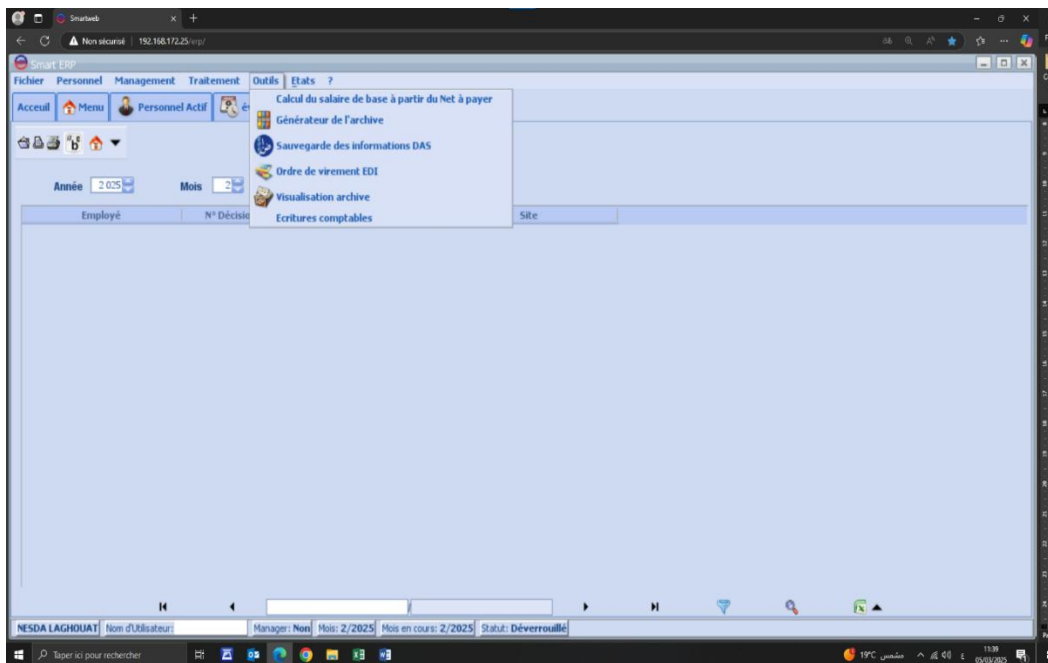 Smartweb
Non sécurisé 192.168.172.25/erp/
Smart ERP
Fichier Personnel Management Traitement Outils Etats ?
Acceuil Menu Personnel Actif
Calcul du salaire de base à partir du Net à payer
Générateur de l'archive
Sauvegarde des informations DAS
Ordre de virement EDI
Visualisation archive
Ecritures comptables
Année 2 025 Mois 2
Employé N° Décisio Site
/
NESDA LAGHOUAT Nom d'Utilisateur: Manager: Non Mois: 2/2025 Mois en cours: 2/2025 Statut: Déverrouillé
Taper ici pour rechercher
19°C مشمس
ع
11:39
05/03/2025